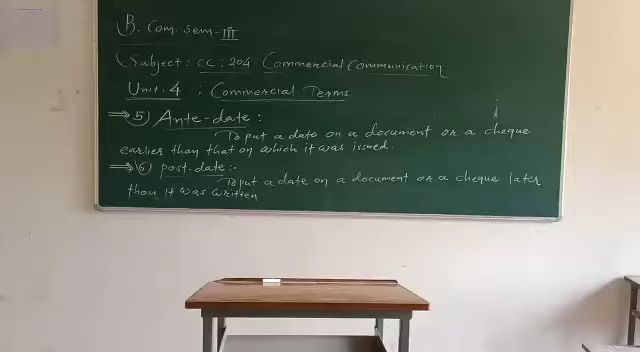 B. Com. Sem-III
Subject: CC: 204 Commercial Communication
Unit: 4 : Commercial Terms
⇒ 5) Ante-date:
To put a date on a document or a cheque
earlier than that on which it was issued.
⇒ 6) post-date:-
To put a date on a document or a cheque later
than it was written